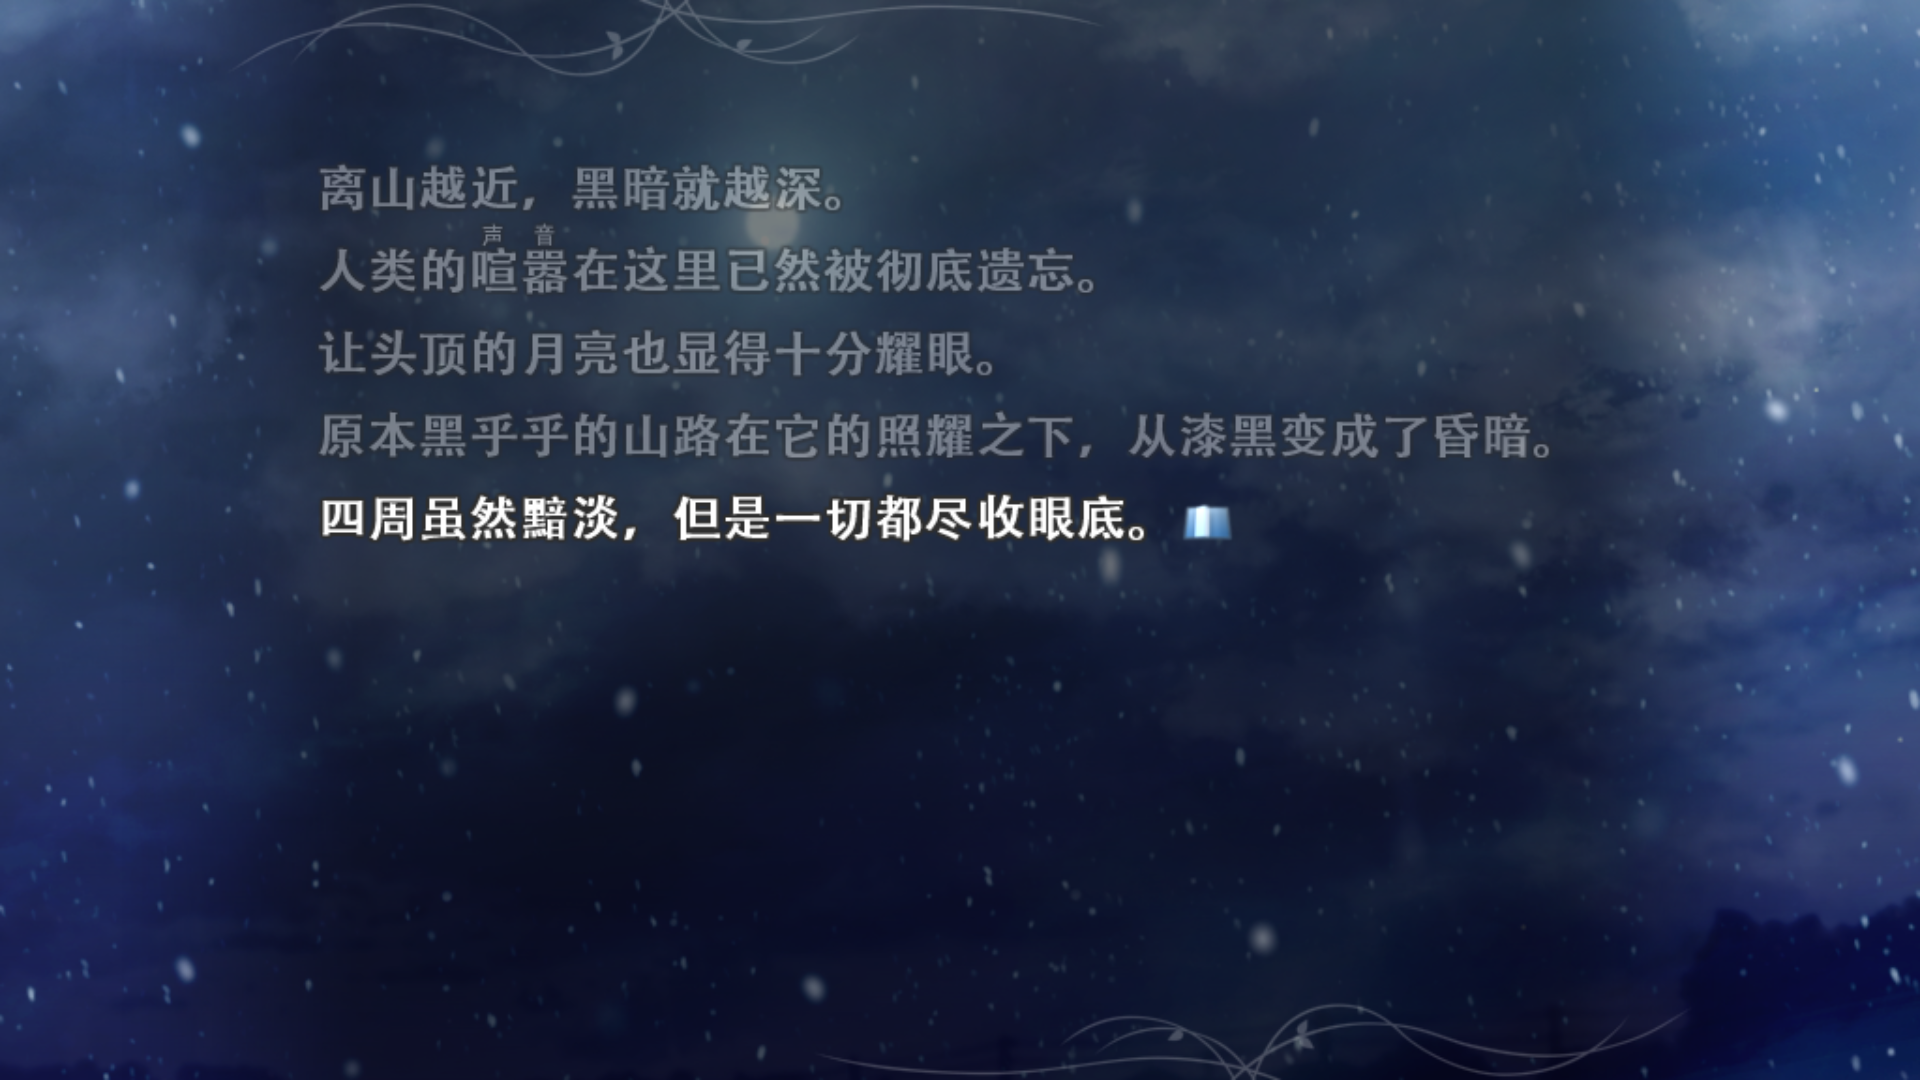 离山越近，黑暗就越深。
声音
人类的喧嚣在这里已然被彻底遗忘。
让头顶的月亮也显得十分耀眼。
原本黑乎乎的山路在它的照耀之下，从漆黑变成了昏暗。
四周虽然黯淡，但是一切都尽收眼底。